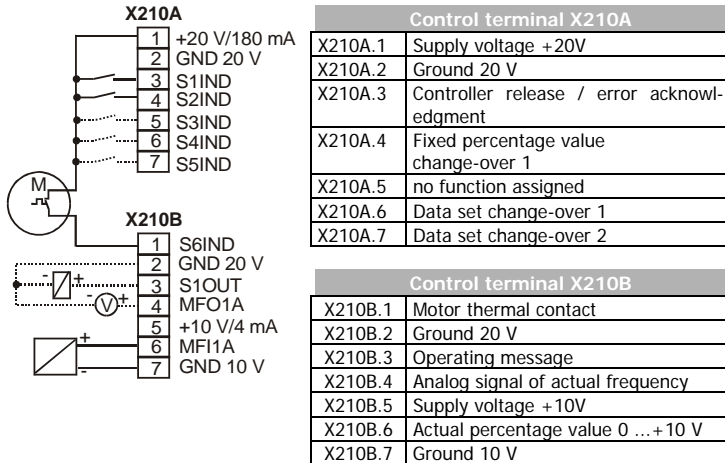 X210A
1 +20 V/180 mA
2 GND 20 V
3 S1IND
4 S2IND
5 S3IND
6 S4IND
7 S5IND
M
X210B
1 S6IND
2 GND 20 V
- + 3 S1OUT
- V + 4 MFO1A
5 +10 V/4 mA
+ 6 MFI1A
- 7 GND 10 V
Control terminal X210A
X210A.1 Supply voltage +20V
X210A.2 Ground 20 V
X210A.3 Controller release / error acknowl-
edgment
X210A.4 Fixed percentage value
change-over 1
X210A.5 no function assigned
X210A.6 Data set change-over 1
X210A.7 Data set change-over 2
Control terminal X210B
X210B.1 Motor thermal contact
X210B.2 Ground 20 V
X210B.3 Operating message
X210B.4 Analog signal of actual frequency
X210B.5 Supply voltage +10V
X210B.6 Actual percentage value 0 ...+10 V
X210B.7 Ground 10 V